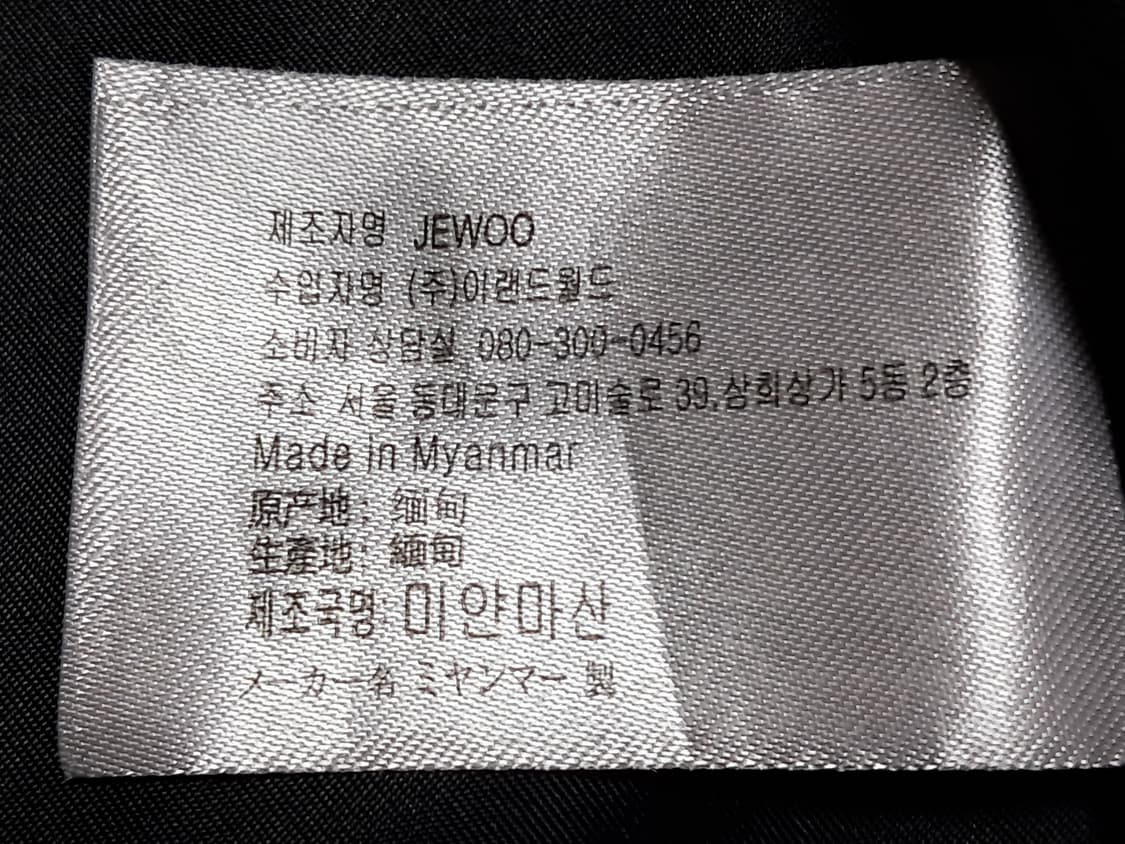 제조자명 JEWOO
수입자명 (주)이랜드월드
소비자 상담실 080-300-0456
주소 서울 동대문구 고미술로 39.삼희상가 5동 2층
Made in Myanmar
原产地: 缅甸
生産地: 緬甸
제조국명: 미얀마산
メーカー名 ミヤンマー 製